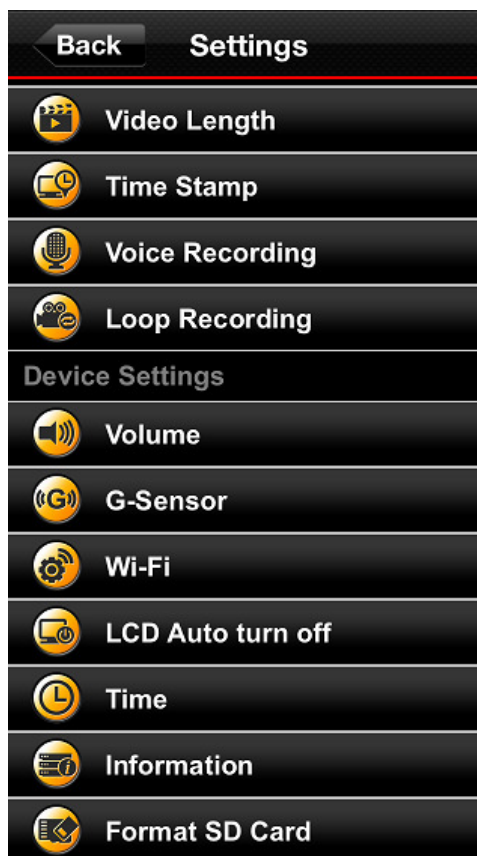 Back
Settings
Video Length
Time Stamp
Voice Recording
Loop Recording
Device Settings
Volume
G-Sensor
Wi-Fi
LCD Auto turn off
Time
Information
Format SD Card